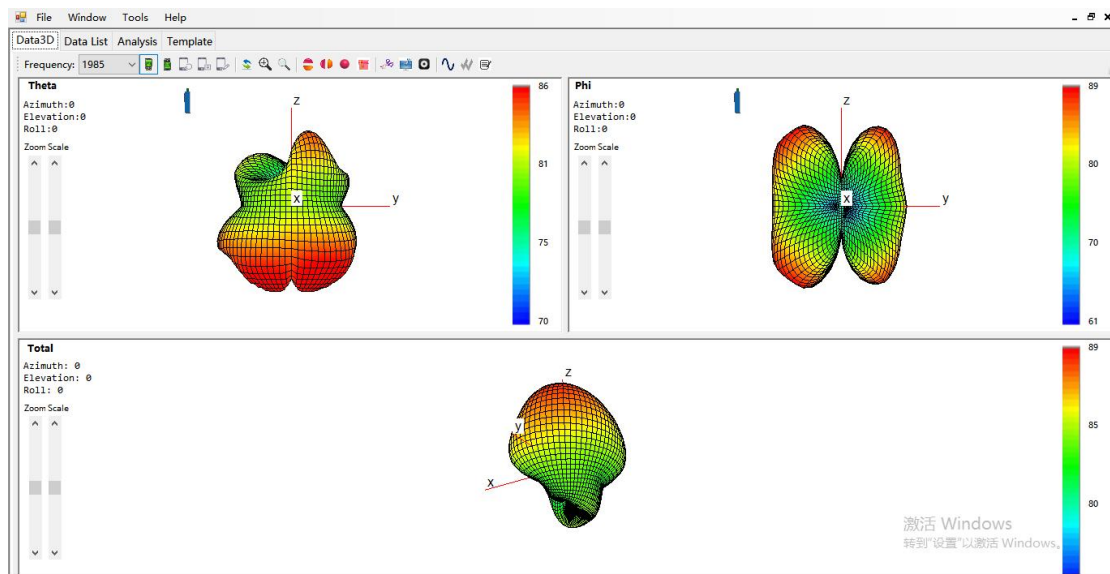 File Window Tools Help
Data3D Data List Analysis Template
Frequency: 1985
Theta
Azimuth:0
Elevation:0
Roll:0
Zoom Scale
z
x
y
86
81
75
70
Phi
Azimuth:0
Elevation:0
Roll:0
Zoom Scale
z
x
y
89
80
70
61
Total
Azimuth: 0
Elevation: 0
Roll: 0
Zoom Scale
z
y
x
89
85
80
激活 Windows
转到"设置"以激活 Windows。